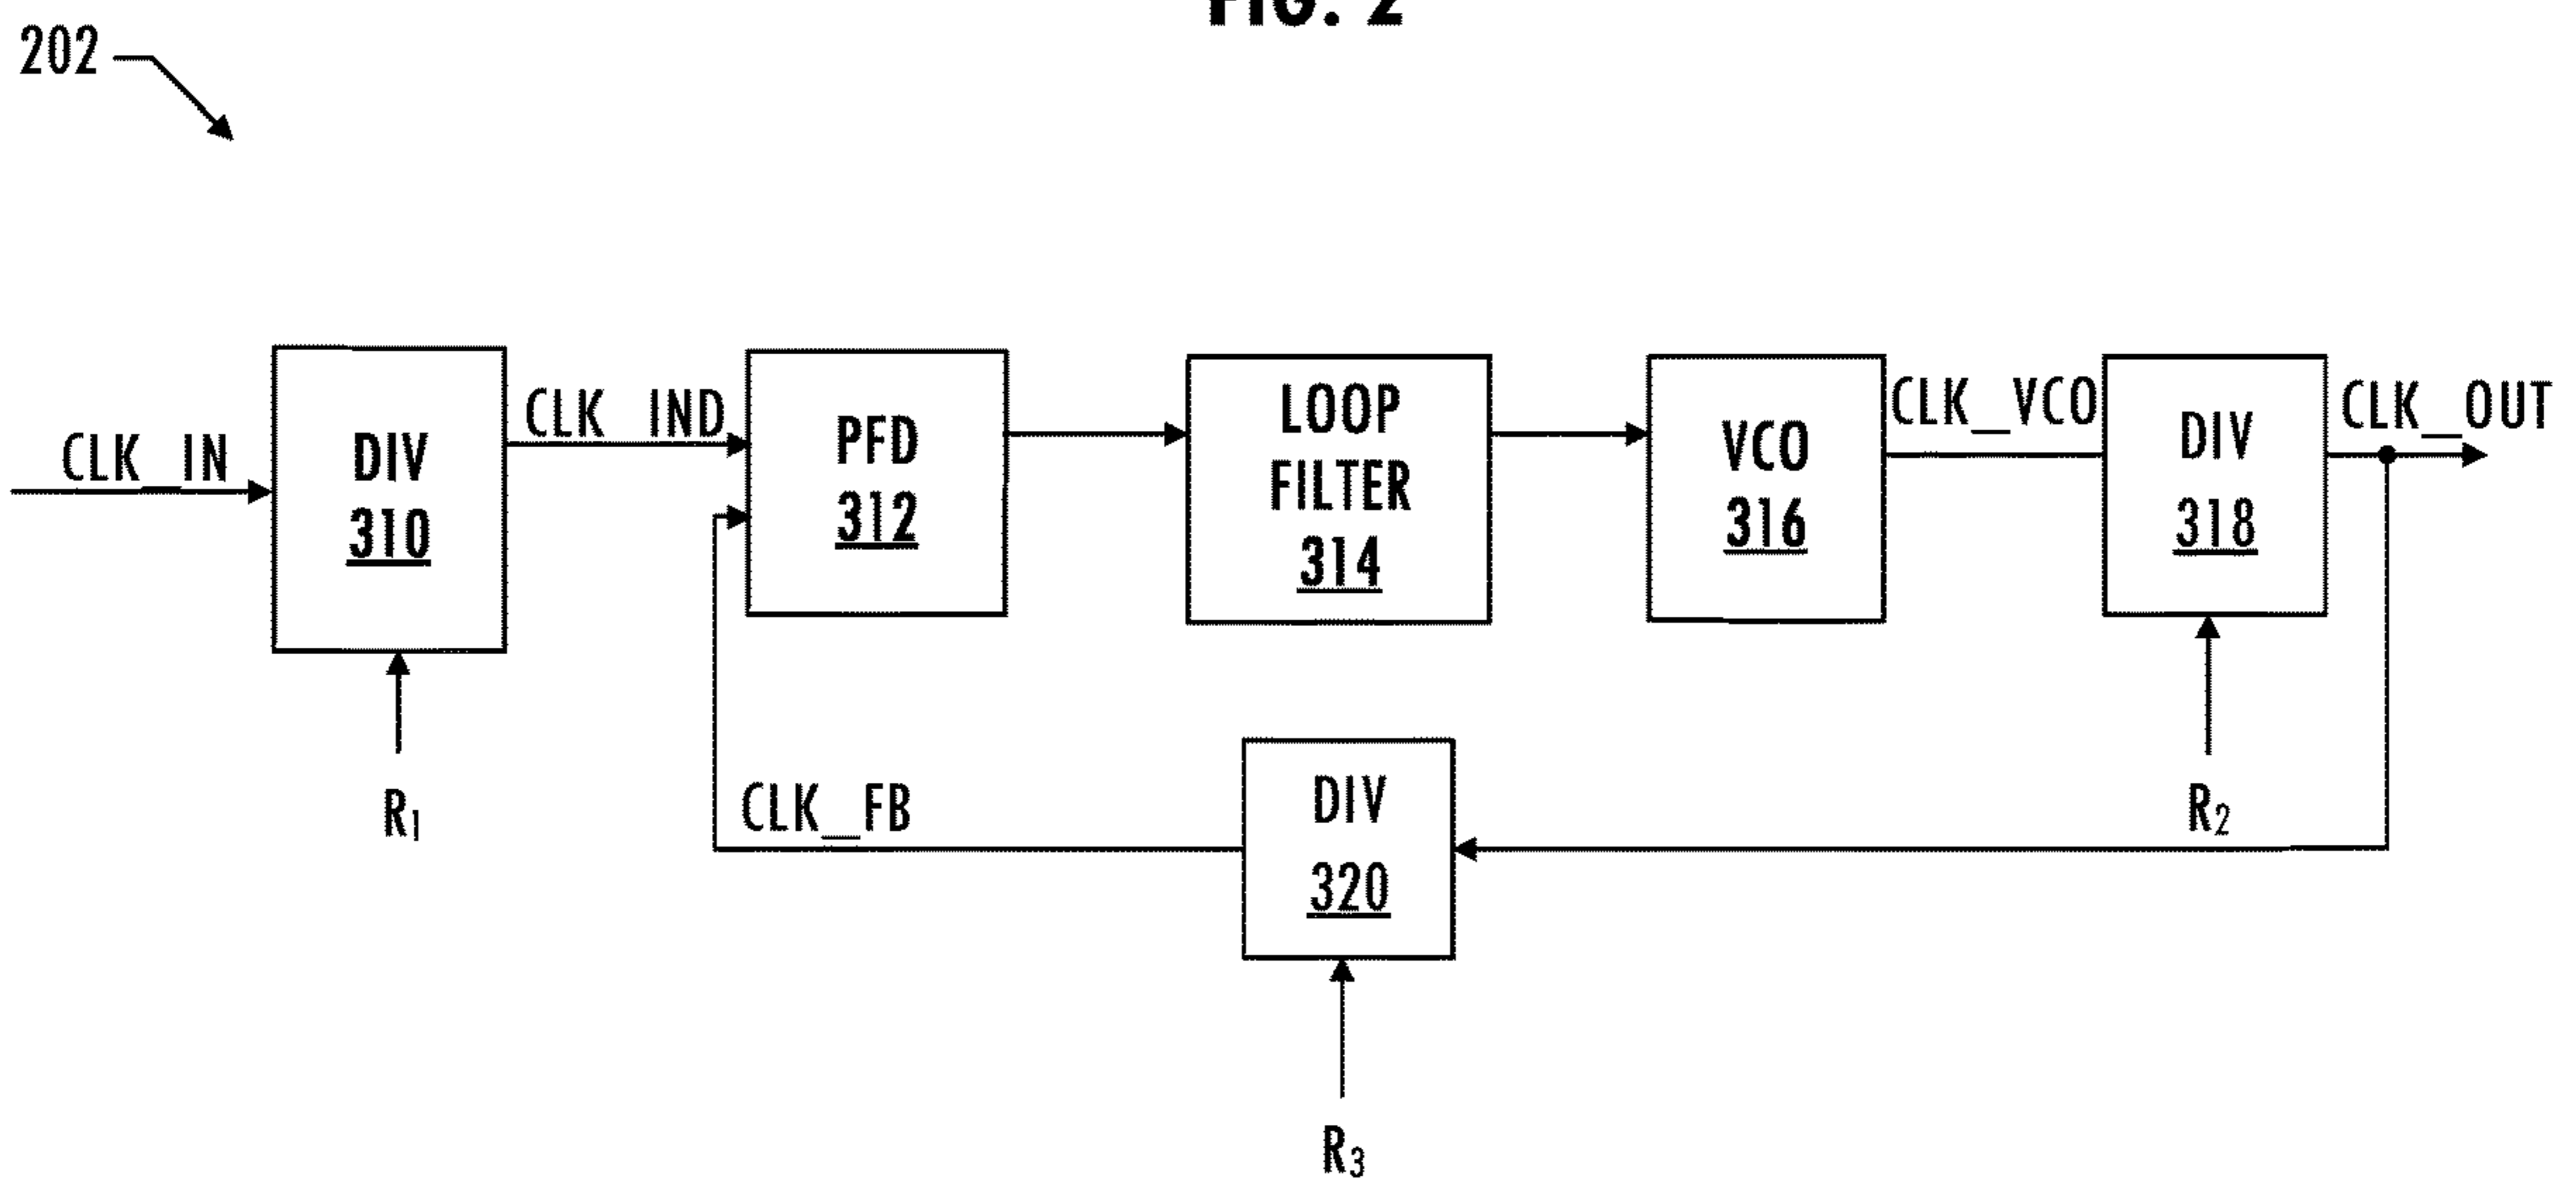 FIG. 2
202
CLK_IN
DIV
310
R1
CLK_IND
PFD
312
LOOP
FILTER
314
VCO
316
CLK_VCO
DIV
318
CLK_OUT
R2
CLK_FB
DIV
320
R3